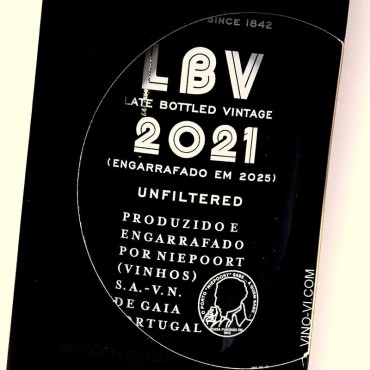 SINCE 1842
LBV
LATE BOTTLED VINTAGE
2021
(ENGARRAFADO EM 2025)
UNFILTERED
PRODUZIDO E
ENGARRAFADO
POR NIEPOORT
(VINHOS)
S.A.-V.N.
DE GAIA
PORTUGAL
VINO-VI.COM